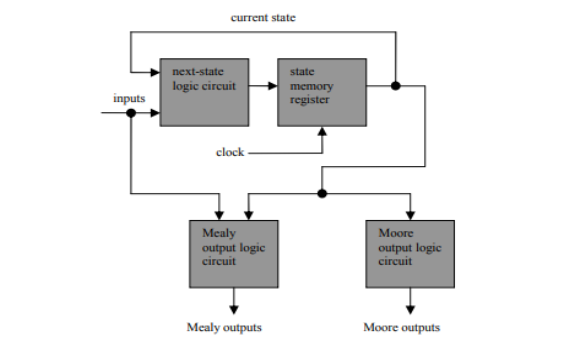 current state
next-state
logic circuit
state
memory
register
inputs
clock
Mealy
output logic
circuit
Moore
output logic
circuit
Mealy outputs
Moore outputs